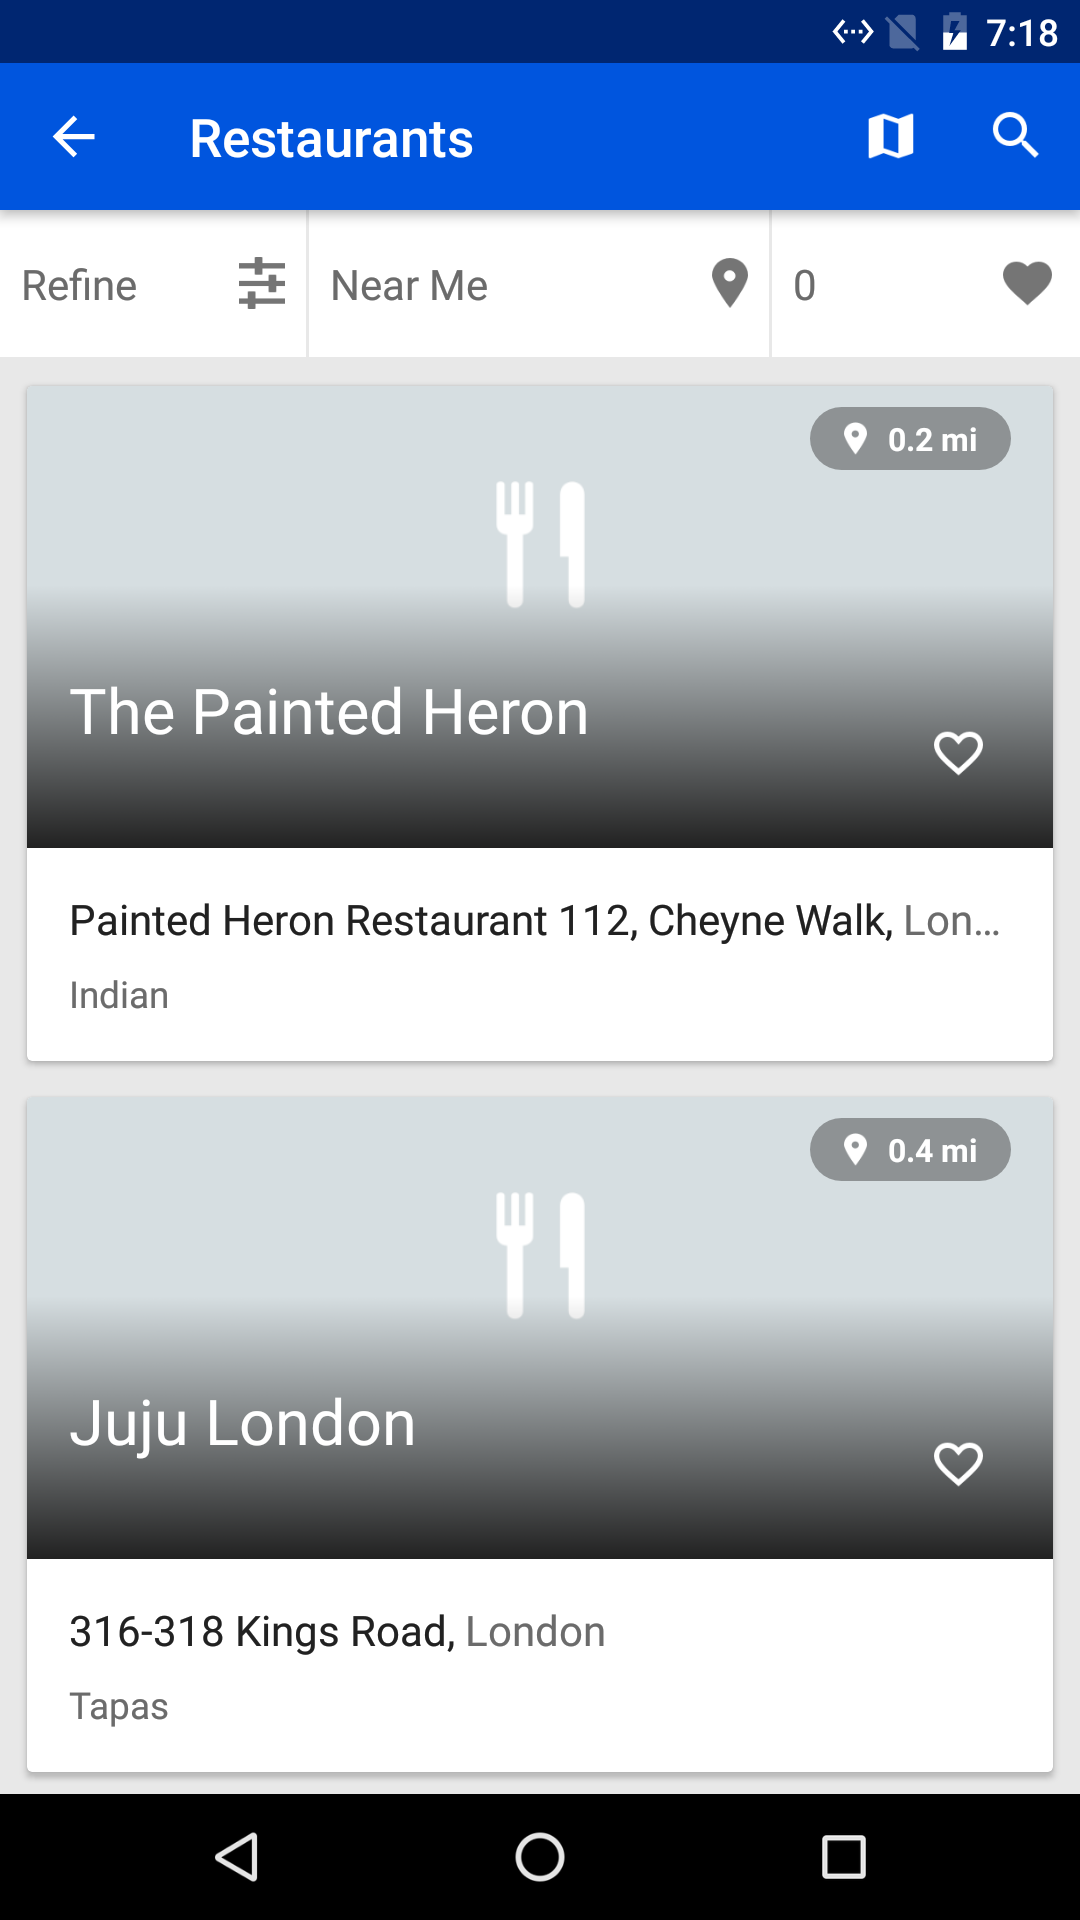 7:18
Restaurants
Refine
Near Me
0
0.2 mi
The Painted Heron
Painted Heron Restaurant 112, Cheyne Walk, Lon...
Indian
0.4 mi
Juju London
316-318 Kings Road, London
Tapas